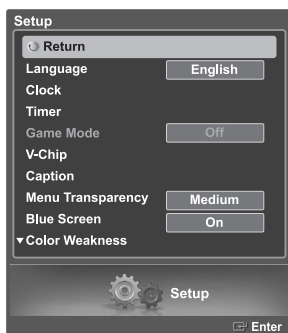 Setup
Return
Language English
Clock
Timer
Game Mode Off
V-Chip
Caption
Menu Transparency Medium
Blue Screen On
▼Color Weakness
Setup
Enter